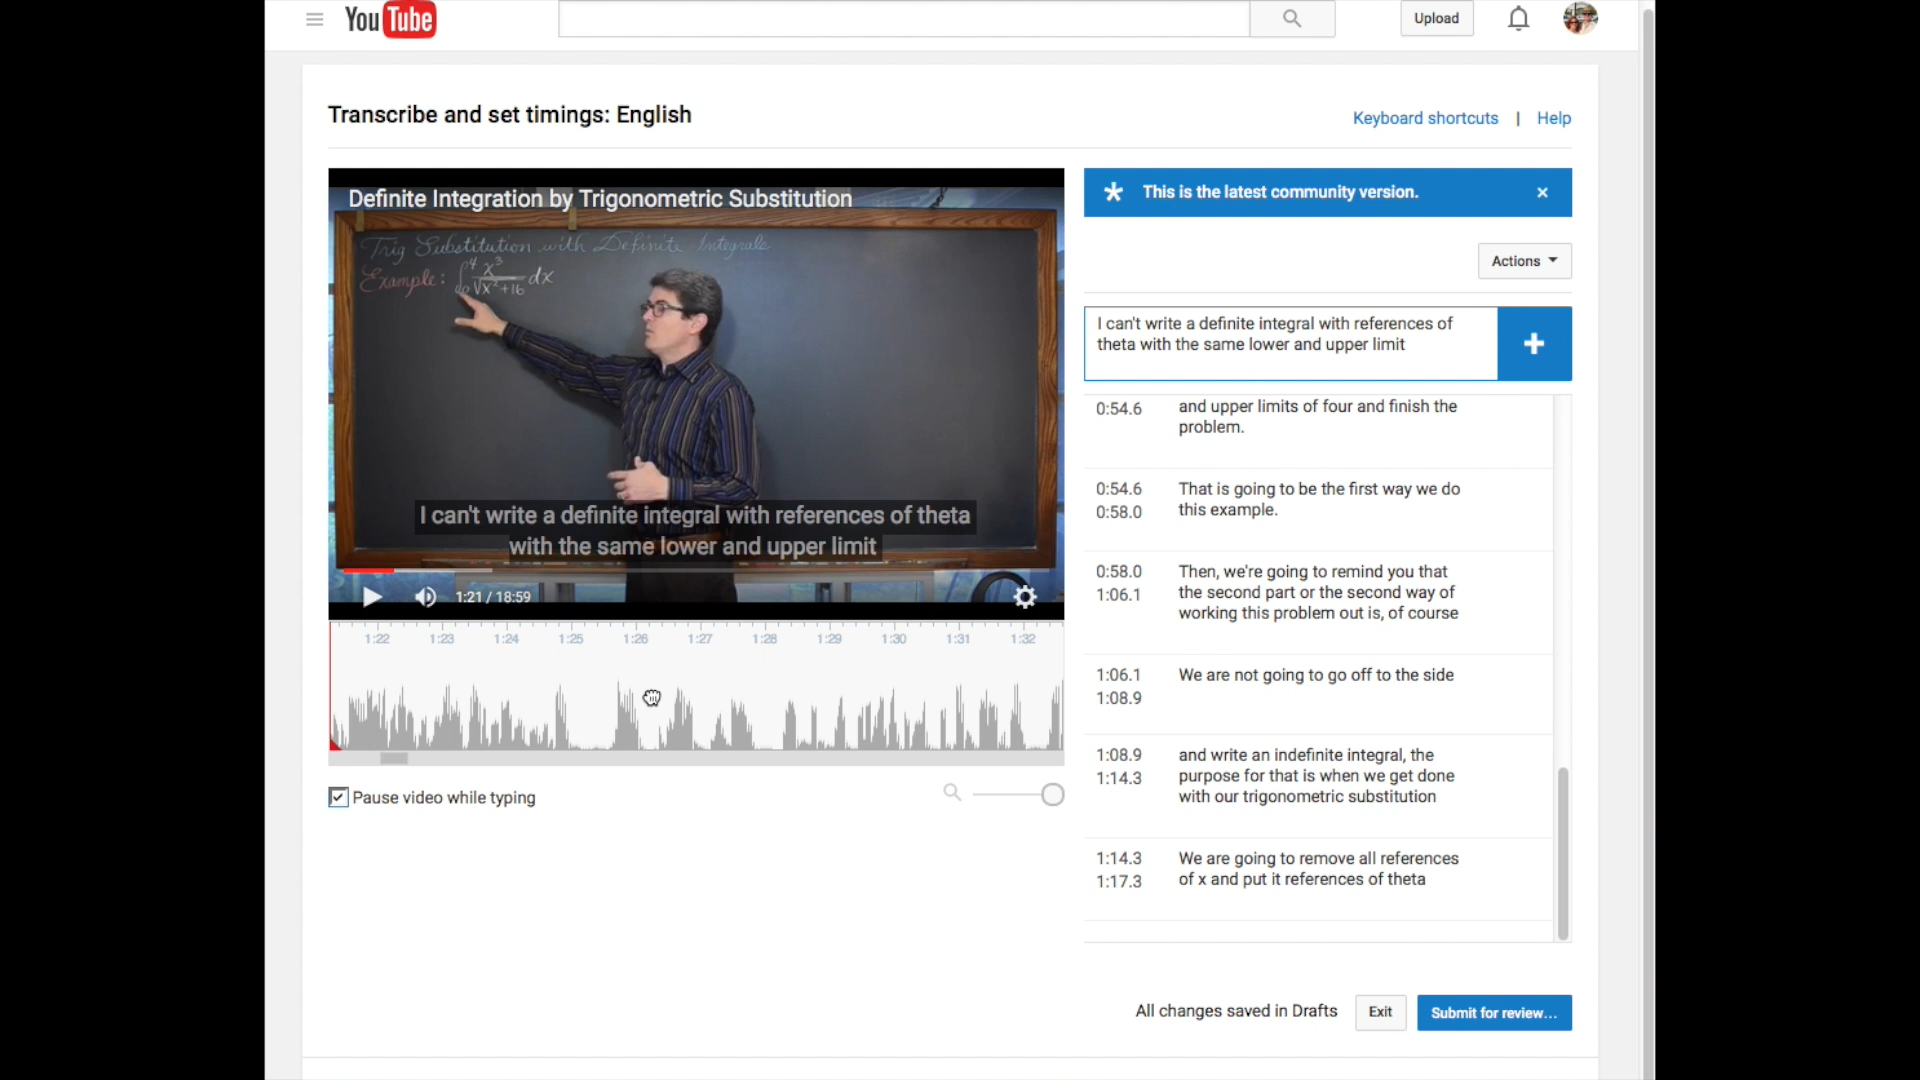 YouTube
Upload
Transcribe and set timings: English
Keyboard shortcuts | Help
Definite Integration by Trigonometric Substitution
Trig Substitution with Definite Integrals
Example: ∫₀⁴ x³/√x²+16 dx
I can't write a definite integral with references of theta
with the same lower and upper limit
1:21 / 18:59
1:22 1:23 1:24 1:25 1:26 1:27 1:28 1:29 1:30 1:31 1:32
Pause video while typing
This is the latest community version.
Actions
I can't write a definite integral with references of
theta with the same lower and upper limit
0:54.6 and upper limits of four and finish the
problem.
0:54.6 That is going to be the first way we do
0:58.0 this example.
0:58.0 Then, we're going to remind you that
1:06.1 the second part or the second way of
working this problem out is, of course
1:06.1 We are not going to go off to the side
1:08.9
1:08.9 and write an indefinite integral, the
1:14.3 purpose for that is when we get done
with our trigonometric substitution
1:14.3 We are going to remove all references
1:17.3 of x and put it references of theta
All changes saved in Drafts
Exit
Submit for review...